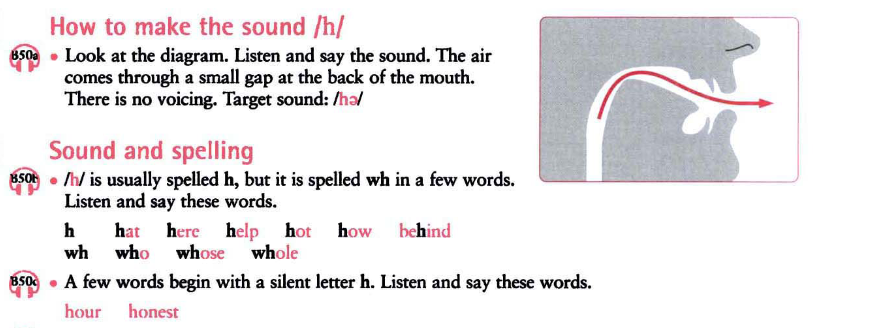 How to make the sound /h/
B50a • Look at the diagram. Listen and say the sound. The air
comes through a small gap at the back of the mouth.
There is no voicing. Target sound: /hə/
Sound and spelling
B50b • /h/ is usually spelled h, but it is spelled wh in a few words.
Listen and say these words.
h hat here help hot how behind
wh who whose whole
B50c • A few words begin with a silent letter h. Listen and say these words.
hour honest